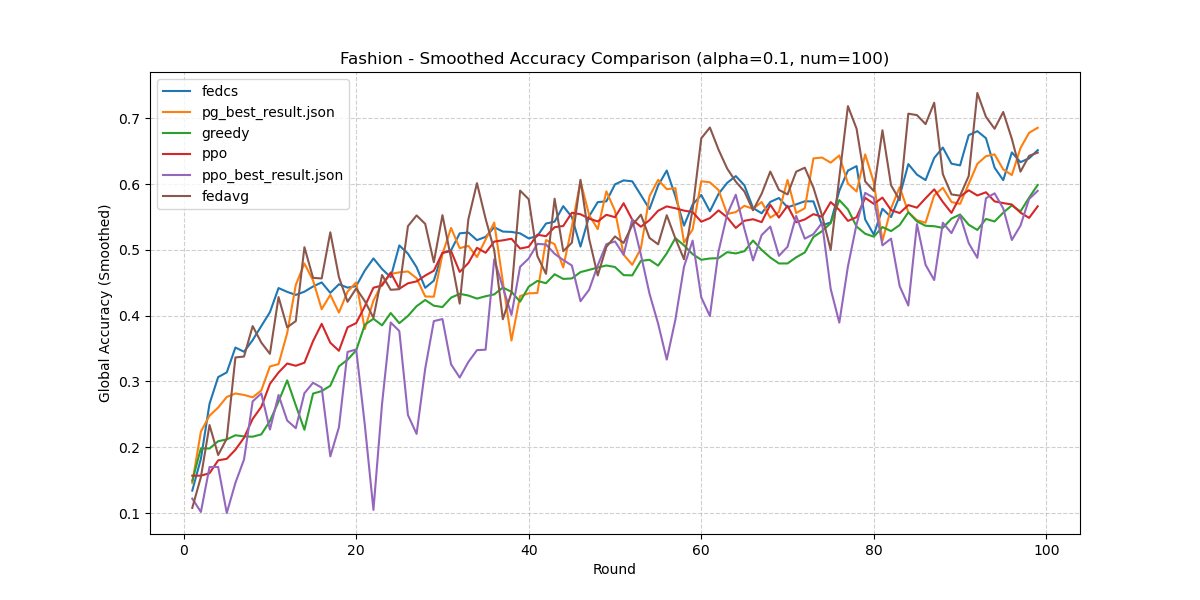 Fashion - Smoothed Accuracy Comparison (alpha=0.1, num=100)
fedcs
pg_best_result.json
greedy
ppo
ppo_best_result.json
fedavg
Global Accuracy (Smoothed)
0.7
0.6
0.5
0.4
0.3
0.2
0.1
0 20 40 60 80 100
Round